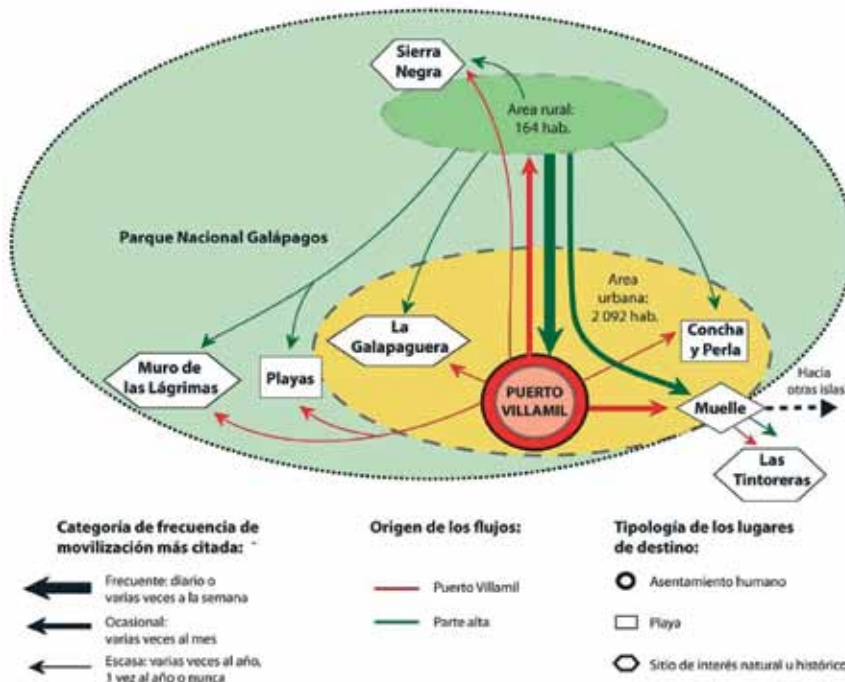 Sierra
Negra
Area rural:
164 hab.
Parque Nacional Galápagos
Area
urbana:
2 092 hab.
La
Galapaguera
Concha
y Perla
Muro de
las Lágrimas
Playas
PUERTO
VILLAMIL
Muelle
Hacia
otras islas
Las
Tintoreras
Categoría de frecuencia de
movilización más citada:
Frecuente: diario o
varias veces a la semana
Ocasional:
varias veces al mes
Escasa: varias veces al año,
1 vez al año o nunca
Origen de los flujos:
Puerto Villamil
Parte alta
Tipología de los lugares
de destino:
Asentamiento humano
Playa
Sitio de interés natural u histórico